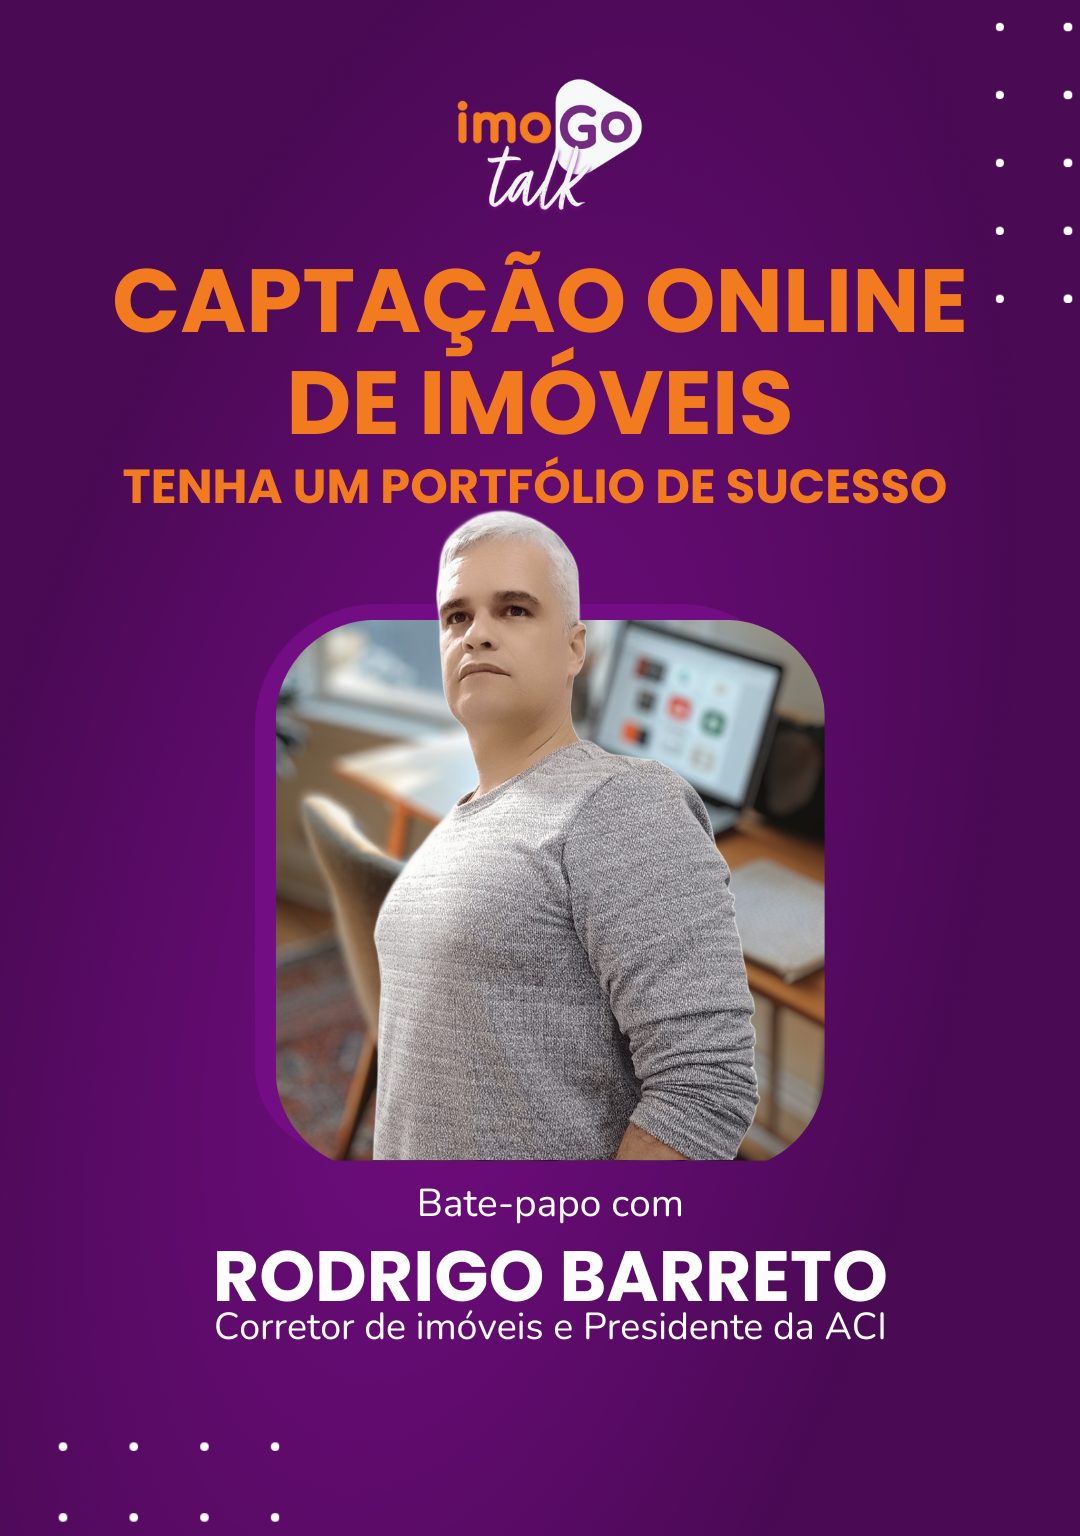 imoGo
talk
CAPTAÇÃO ONLINE
DE IMÓVEIS
TENHA UM PORTFÓLIO DE SUCESSO
Bate-papo com
RODRIGO BARRETO
Corretor de imóveis e Presidente da ACI